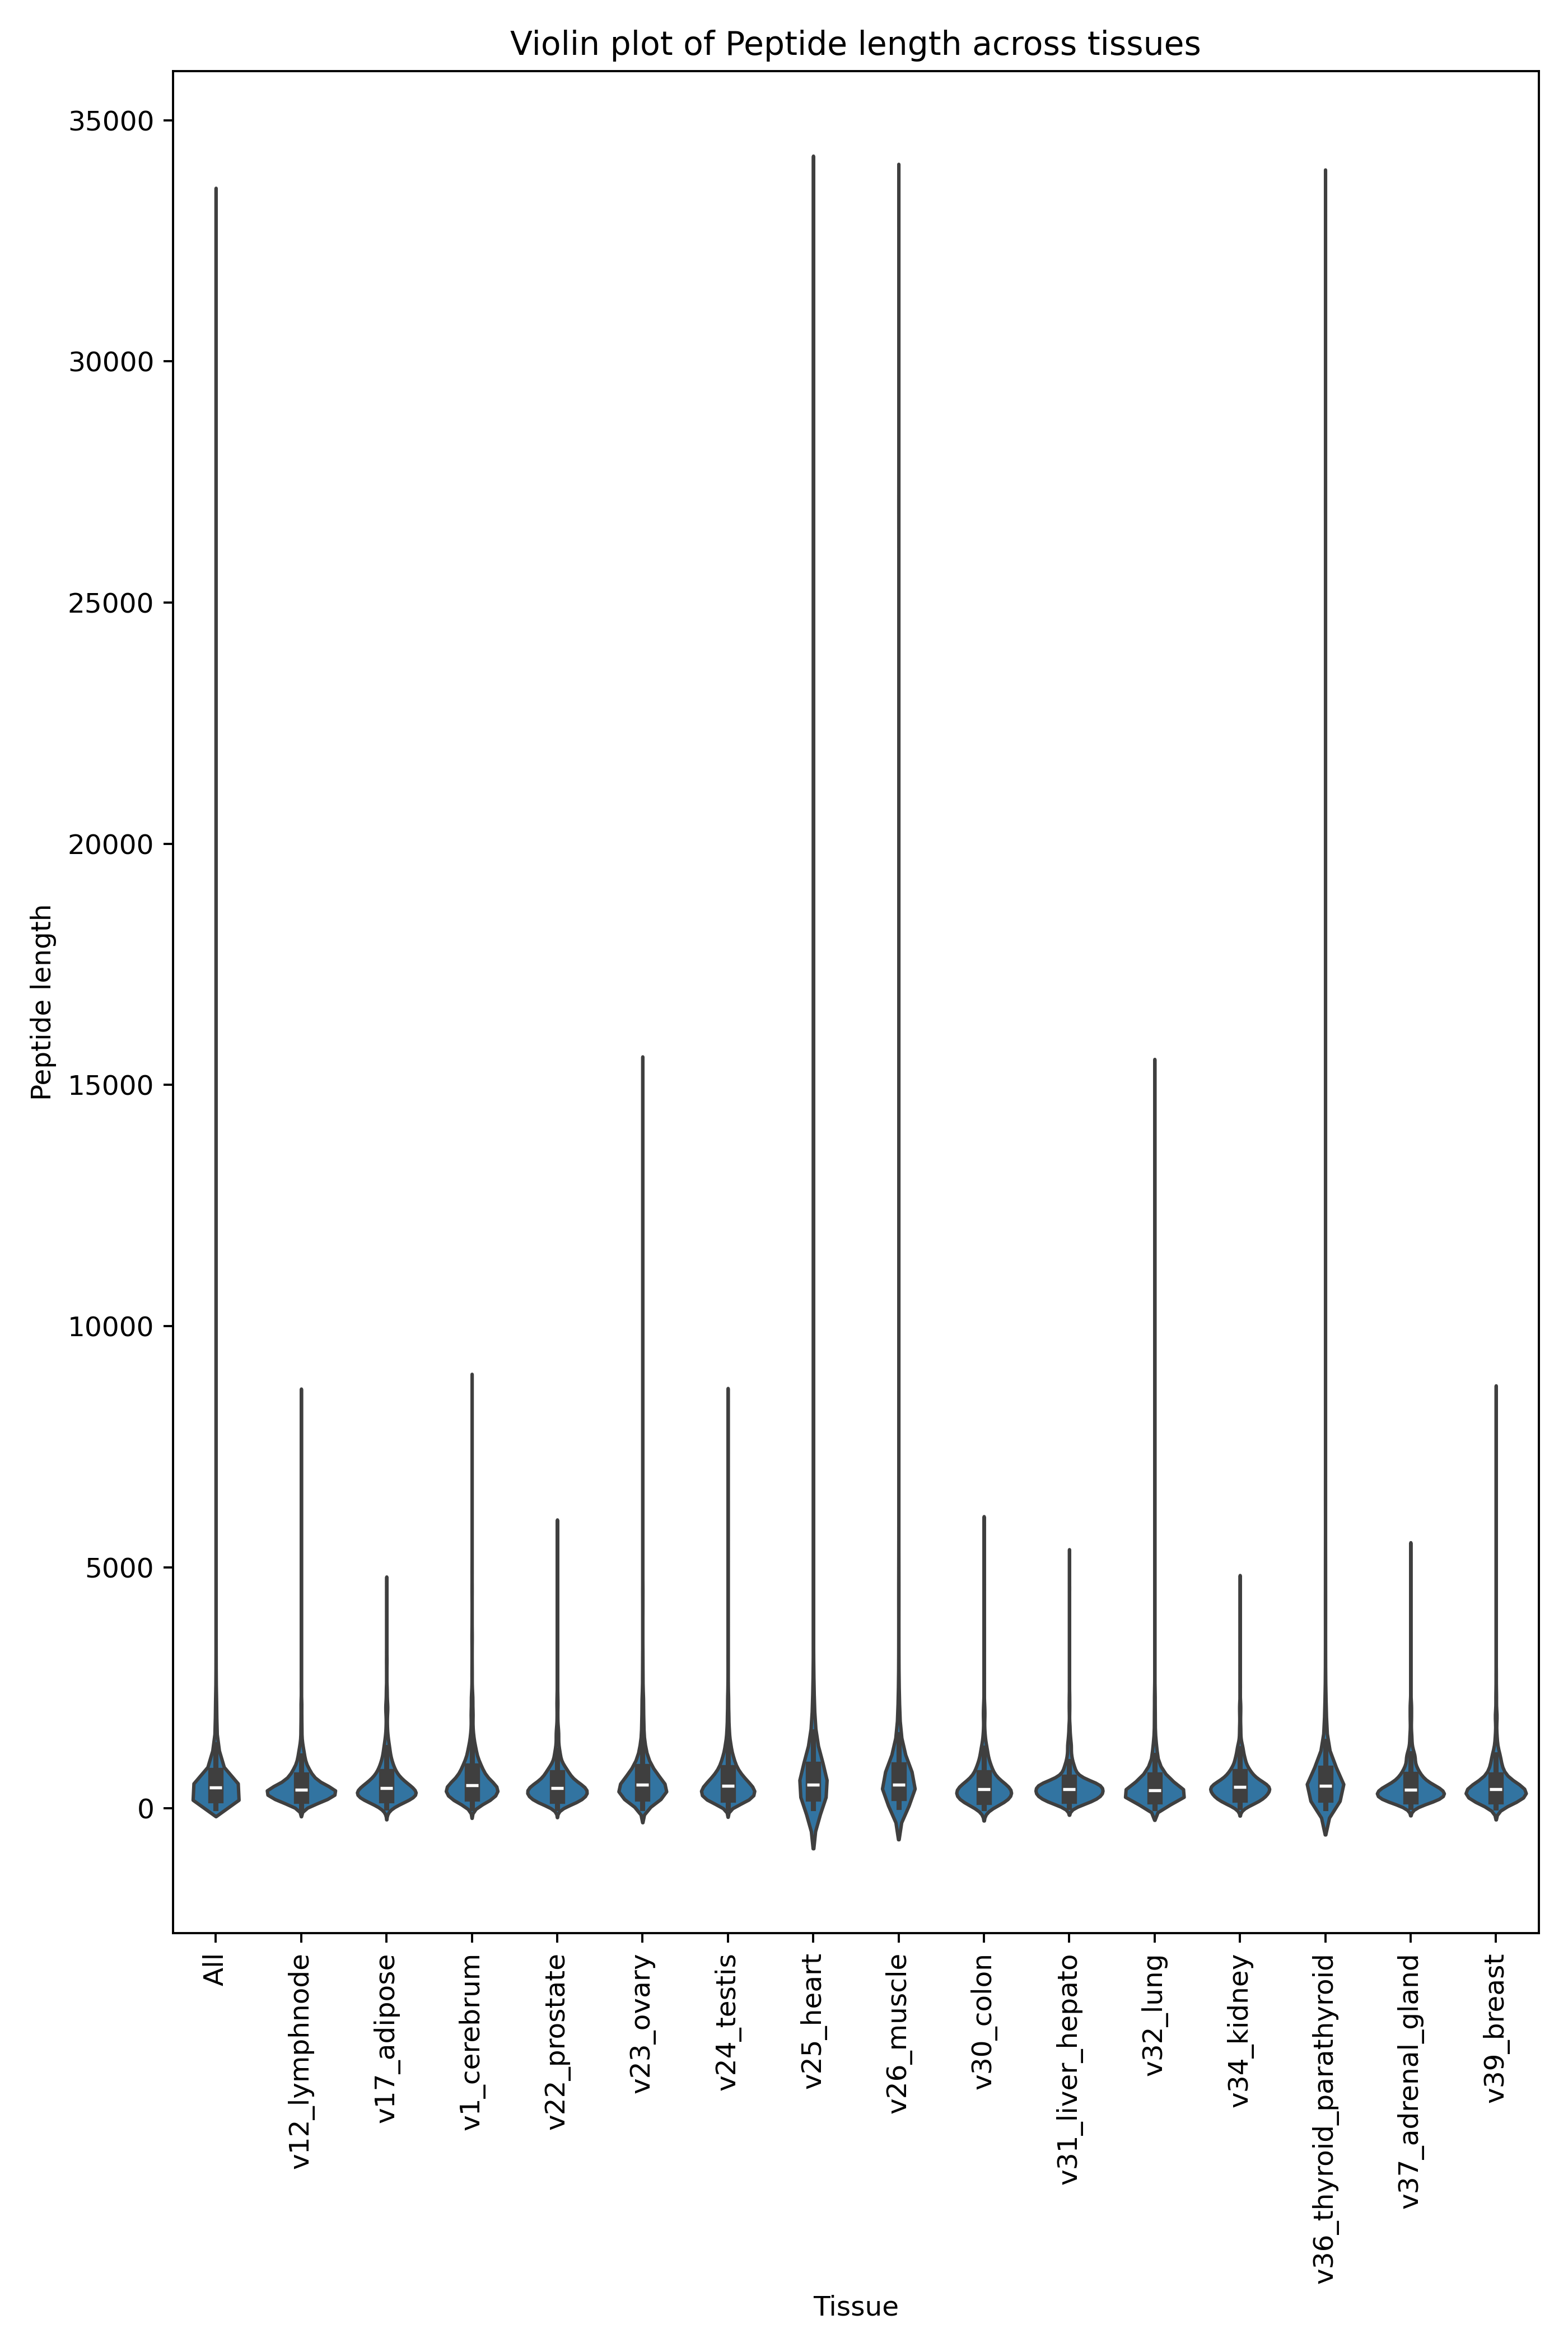 Violin plot of Peptide length across tissues
35000
30000
25000
20000
15000
10000
5000
0
Peptide length
All
v12_lymphnode
v17_adipose
v1_cerebrum
v22_prostate
v23_ovary
v24_testis
v25_heart
v26_muscle
v30_colon
v31_liver_hepato
v32_lung
v34_kidney
v36_thyroid_parathyroid
v37_adrenal_gland
v39_breast
Tissue